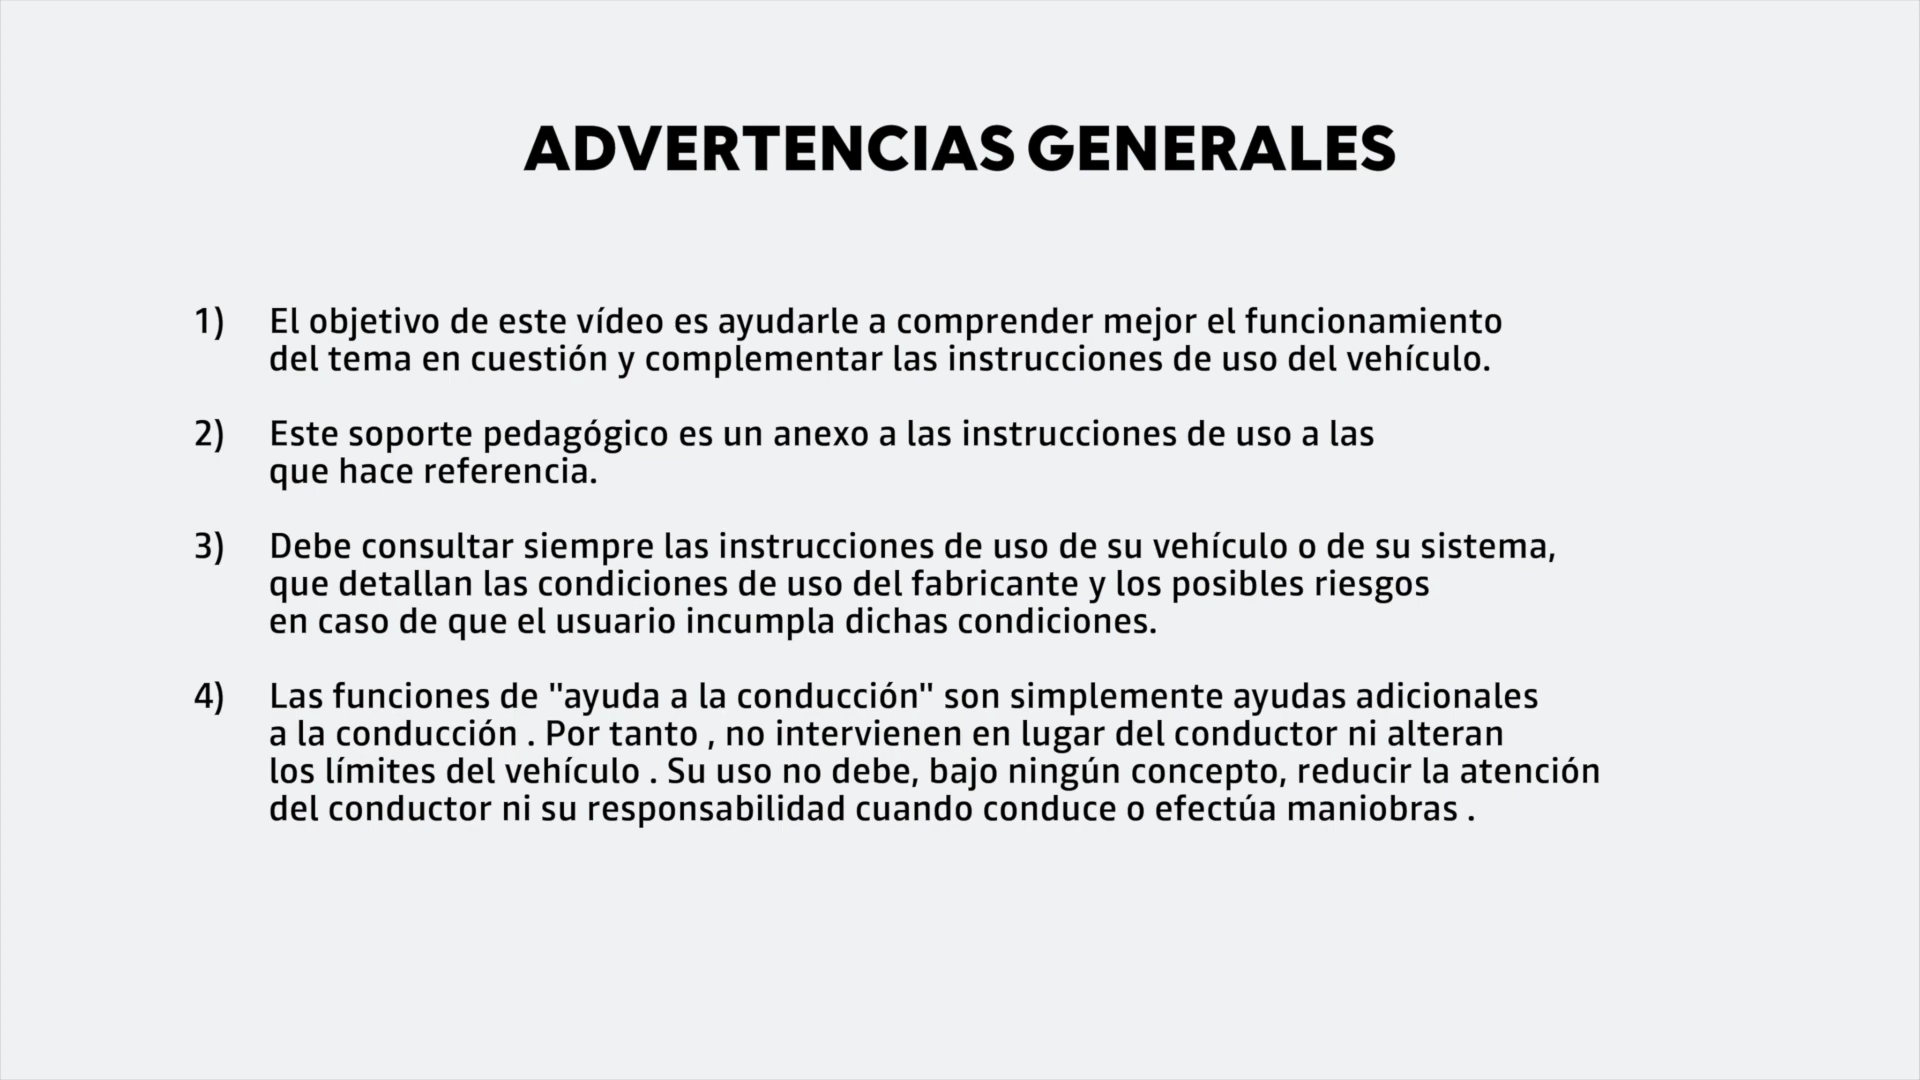 ADVERTENCIAS GENERALES
1) El objetivo de este vídeo es ayudarle a comprender mejor el funcionamiento
del tema en cuestión y complementar las instrucciones de uso del vehículo.
2) Este soporte pedagógico es un anexo a las instrucciones de uso a las
que hace referencia.
3) Debe consultar siempre las instrucciones de uso de su vehículo o de su sistema,
que detallan las condiciones de uso del fabricante y los posibles riesgos
en caso de que el usuario incumpla dichas condiciones.
4) Las funciones de "ayuda a la conducción" son simplemente ayudas adicionales
a la conducción . Por tanto , no intervienen en lugar del conductor ni alteran
los límites del vehículo . Su uso no debe, bajo ningún concepto, reducir la atención
del conductor ni su responsabilidad cuando conduce o efectúa maniobras .